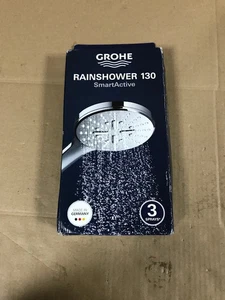 GROHE
RAINSHOWER 130
SmartActive
MADE IN
GERMANY
3
SPRAYS